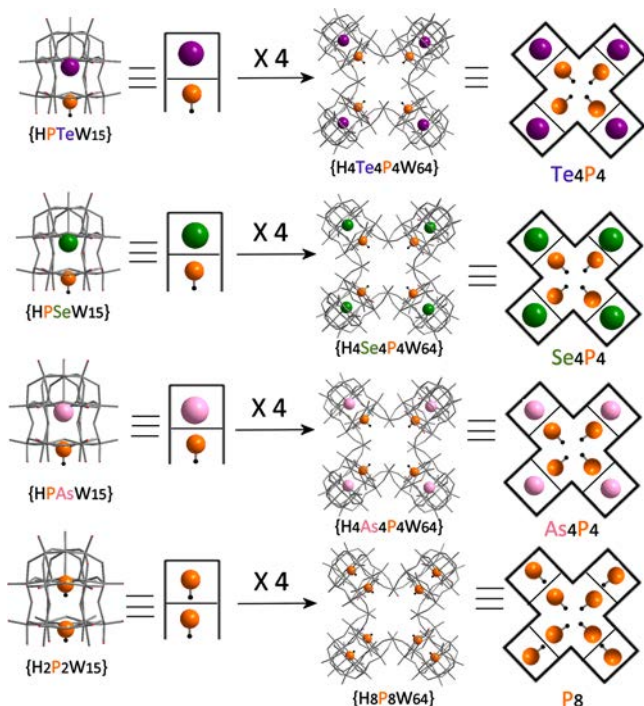 X 4
{HPTeW15}
{H4Te4P4W64}
Te4P4
X 4
{HPSeW15}
{H4Se4P4W64}
Se4P4
X 4
{HPAsW15}
{H4As4P4W64}
As4P4
X 4
{H2P2W15}
{H8P8W64}
P8